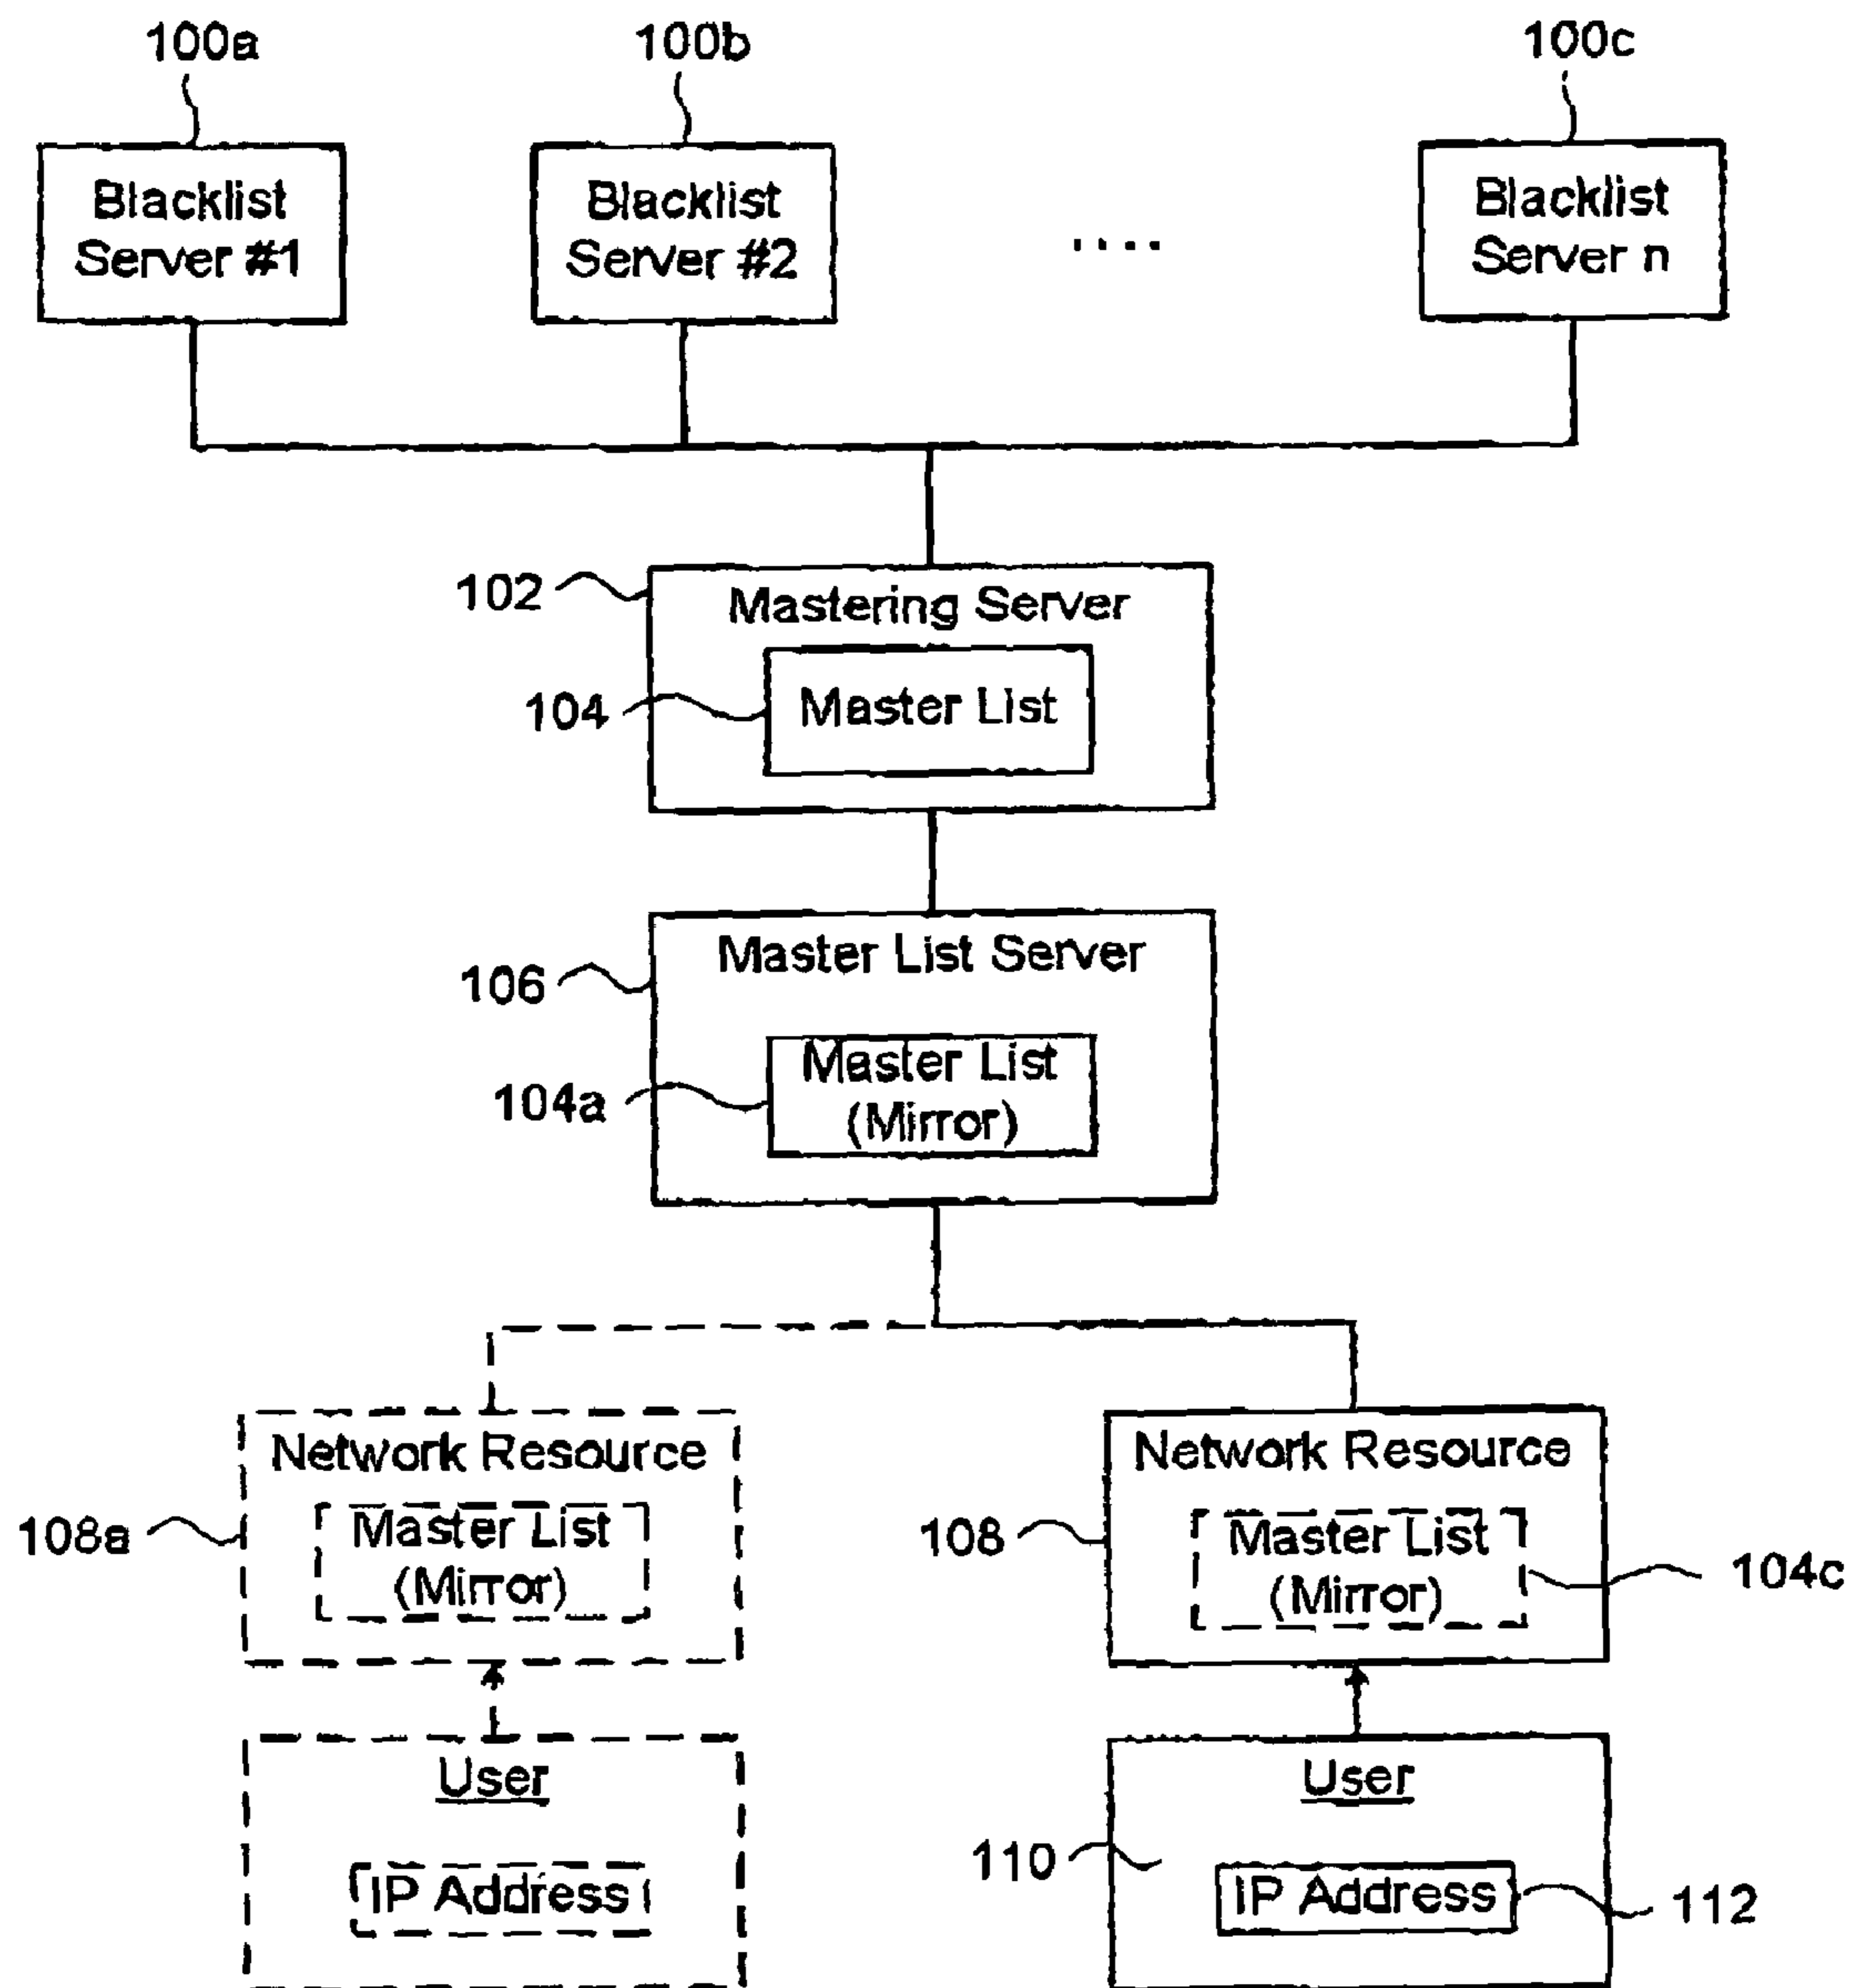 100a
100b
100c
Blacklist
Server #1
Blacklist
Server #2
....
Blacklist
Server n
102
Mastering Server
104
Master List
Master List Server
106
104a
Master List
(Mirror)
Network Resource
Master List
(Mirror)
108a
Network Resource
Master List
(Mirror)
108
104c
User
IP Address
User
110
IP Address
112